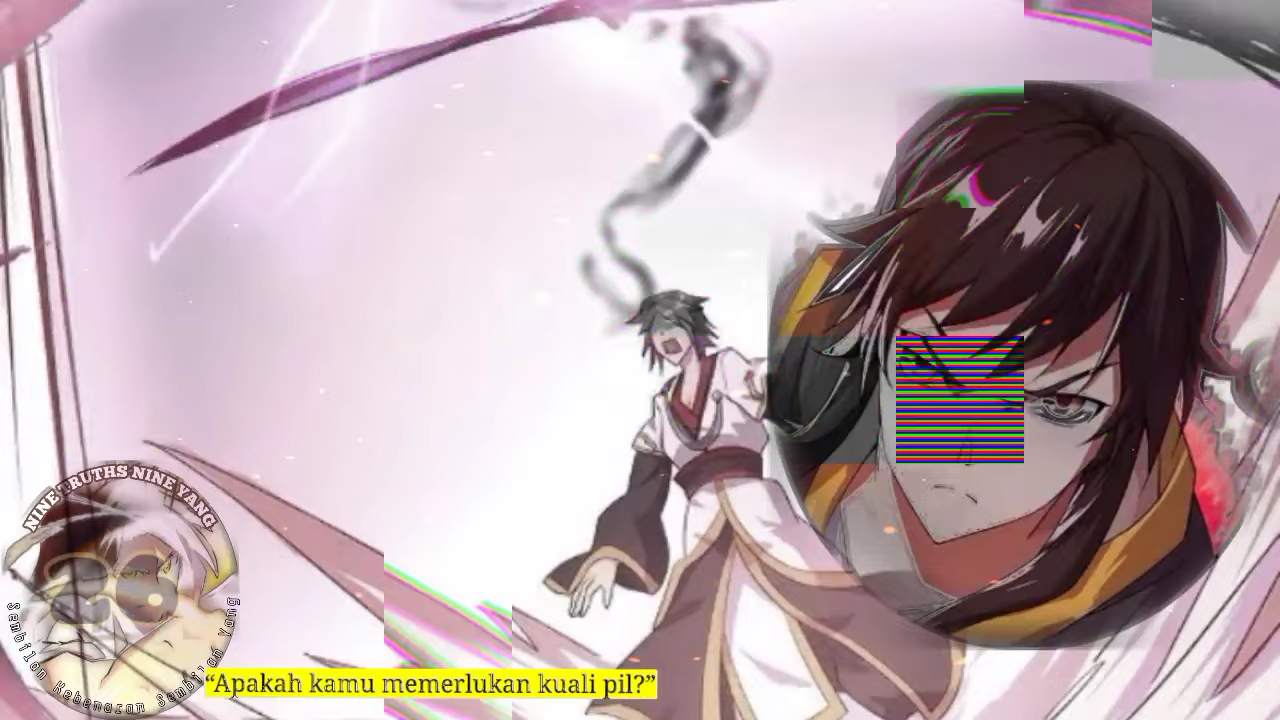 NINE TRUTHS NINE YANG
Sembilan Kebenaran Sembilan Yang
“Apakah kamu memerlukan kuali pil?”